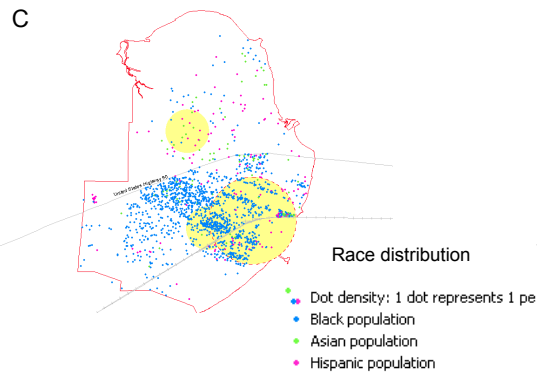 C
United States Highway 90
Race distribution
Dot density: 1 dot represents 1 pe
Black population
Asian population
Hispanic population